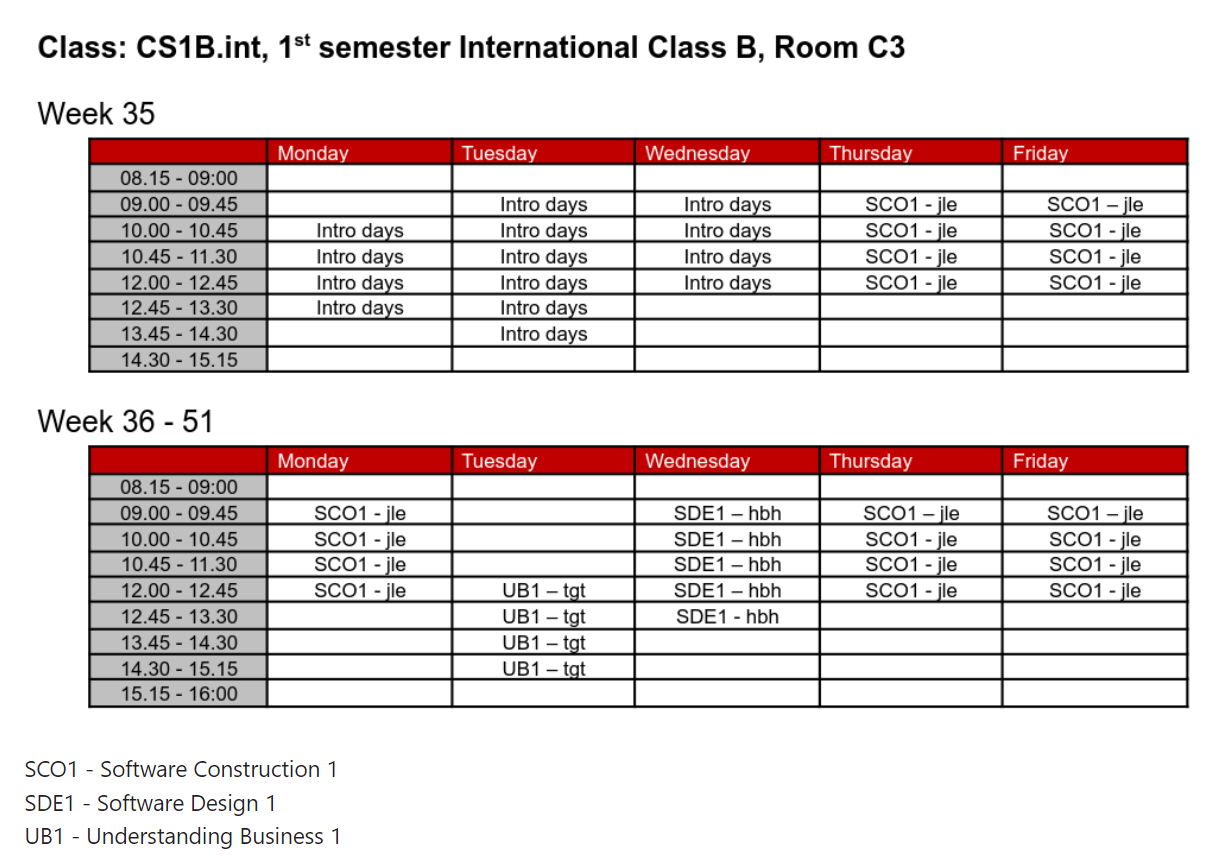 Class: CS1B.int, 1st semester International Class B, Room C3
Week 35
Monday Tuesday Wednesday Thursday Friday
08.15 - 09:00
09.00 - 09.45 Intro days Intro days SCO1 - jle SCO1 – jle
10.00 - 10.45 Intro days Intro days Intro days SCO1 - jle SCO1 - jle
10.45 - 11.30 Intro days Intro days Intro days SCO1 - jle SCO1 - jle
12.00 - 12.45 Intro days Intro days Intro days SCO1 - jle SCO1 - jle
12.45 - 13.30 Intro days Intro days
13.45 - 14.30 Intro days
14.30 - 15.15
Week 36 - 51
Monday Tuesday Wednesday Thursday Friday
08.15 - 09:00
09.00 - 09.45 SCO1 - jle SDE1 – hbh SCO1 – jle SCO1 – jle
10.00 - 10.45 SCO1 - jle SDE1 – hbh SCO1 - jle SCO1 - jle
10.45 - 11.30 SCO1 - jle SDE1 – hbh SCO1 - jle SCO1 - jle
12.00 - 12.45 SCO1 - jle UB1 – tgt SDE1 – hbh SCO1 - jle SCO1 - jle
12.45 - 13.30 UB1 – tgt SDE1 - hbh
13.45 - 14.30 UB1 – tgt
14.30 - 15.15 UB1 – tgt
15.15 - 16:00
SCO1 - Software Construction 1
SDE1 - Software Design 1
UB1 - Understanding Business 1